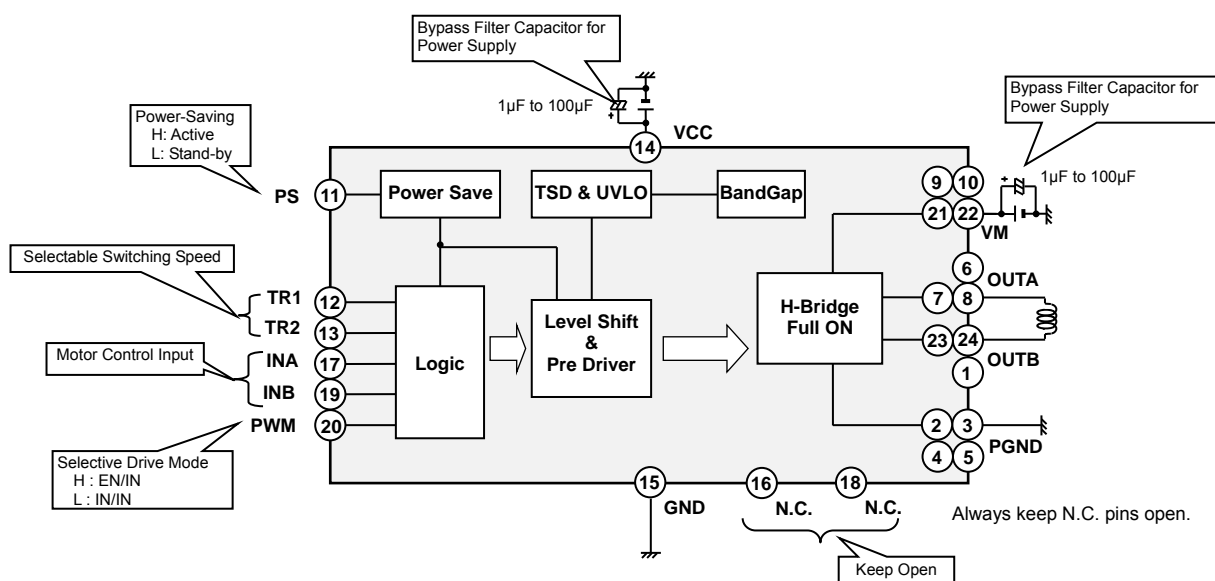 Bypass Filter Capacitor for
Power Supply
1µF to 100µF
+
VCC
14
Bypass Filter Capacitor for
Power Supply
+
1µF to 100µF
Power-Saving
H: Active
L: Stand-by
PS
11
Power Save
TSD & UVLO
BandGap
9
10
21
22
VM
Selectable Switching Speed
TR1
12
TR2
13
Motor Control Input
INA
17
INB
19
PWM
20
Selective Drive Mode
H : EN/IN
L : IN/IN
Logic
Level Shift
&
Pre Driver
H-Bridge
Full ON
6
OUTA
7
8
23
24
OUTB
1
2
3
PGND
4
5
15
GND
16
N.C.
18
N.C.
Keep Open
Always keep N.C. pins open.